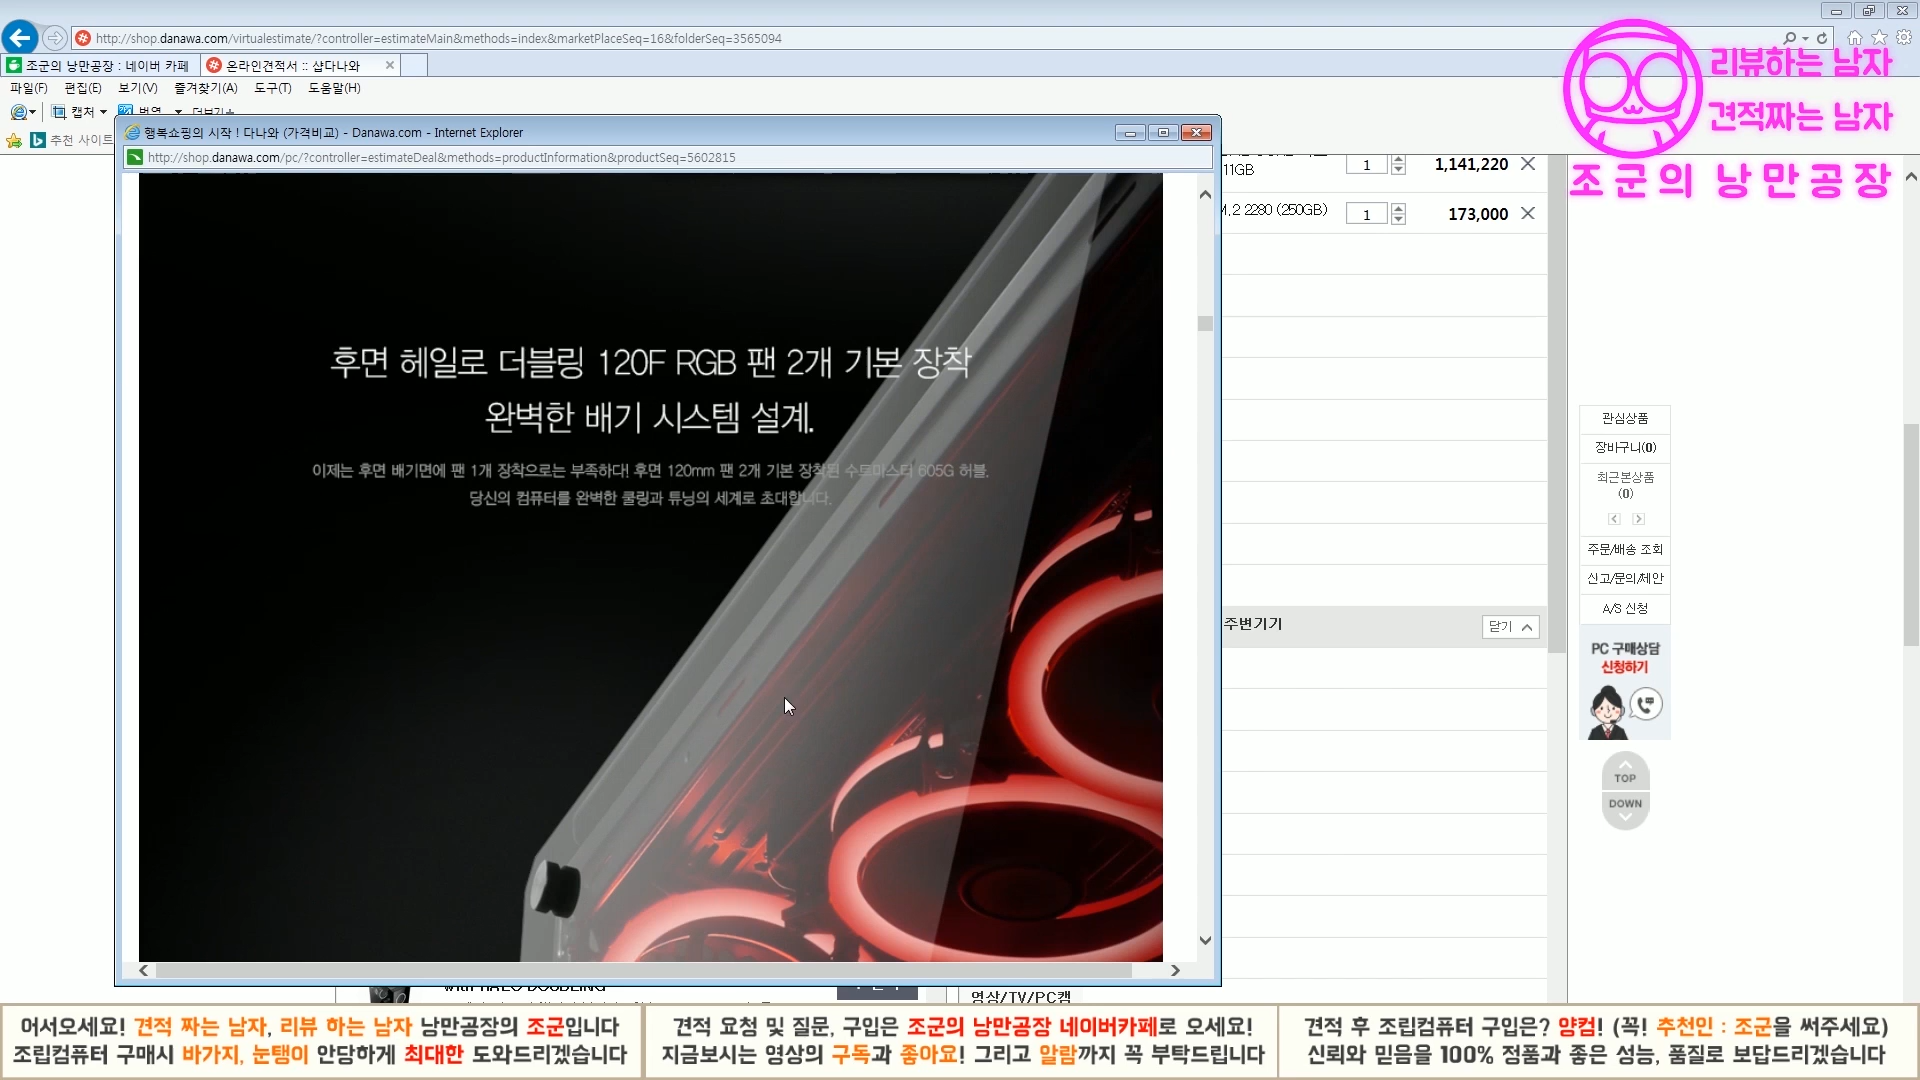 http://shop.danawa.com/virtualestimate/?controller=estimateMain&methods=index&marketPlaceSeq=16&folderSeq=3565094
조군의 낭만공장 : 네이버 카페
온라인견적서 :: 샵다나와
파일(F) 편집(E) 보기(V) 즐겨찾기(A) 도구(T) 도움말(H)
캡처
추천 사이트
행복쇼핑의 시작 ! 다나와 (가격비교) - Danawa.com - Internet Explorer
http://shop.danawa.com/pc/?controller=estimateDeal&methods=productInformation&productSeq=5602815
후면 헤일로 더블링 120F RGB 팬 2개 기본 장착
완벽한 배기 시스템 설계.
이제는 후면 배기면에 팬 1개 장착으로는 부족하다! 후면 120mm 팬 2개 기본 장착된 수트마스터 605G 허블.
당신의 컴퓨터를 완벽한 쿨링과 튜닝의 세계로 초대합니다.
리뷰하는 남자
견적짜는 남자
조군의 낭만공장
11GB 1 1,141,220
M.2 2280 (250GB) 1 173,000
주변기기
닫기
관심상품
장바구니(0)
최근본상품
(0)
주문/배송 조회
신고/문의/제안
A/S 신청
PC 구매상담
신청하기
TOP
DOWN
영상/TV/PC캠
어서오세요! 견적 짜는 남자, 리뷰 하는 남자 낭만공장의 조군입니다
조립컴퓨터 구매시 바가지, 눈탱이 안담하게 최대한 도와드리겠습니다
견적 요청 및 질문, 구입은 조군의 낭만공장 네이버카페로 오세요!
지금보시는 영상의 구독과 좋아요! 그리고 알람까지 꼭 부탁드립니다
견적 후 조립컴퓨터 구입은? 양컴! (꼭! 추천인 : 조군을 써주세요)
신뢰와 믿음을 100% 정품과 좋은 성능, 품질로 보답드리겠습니다